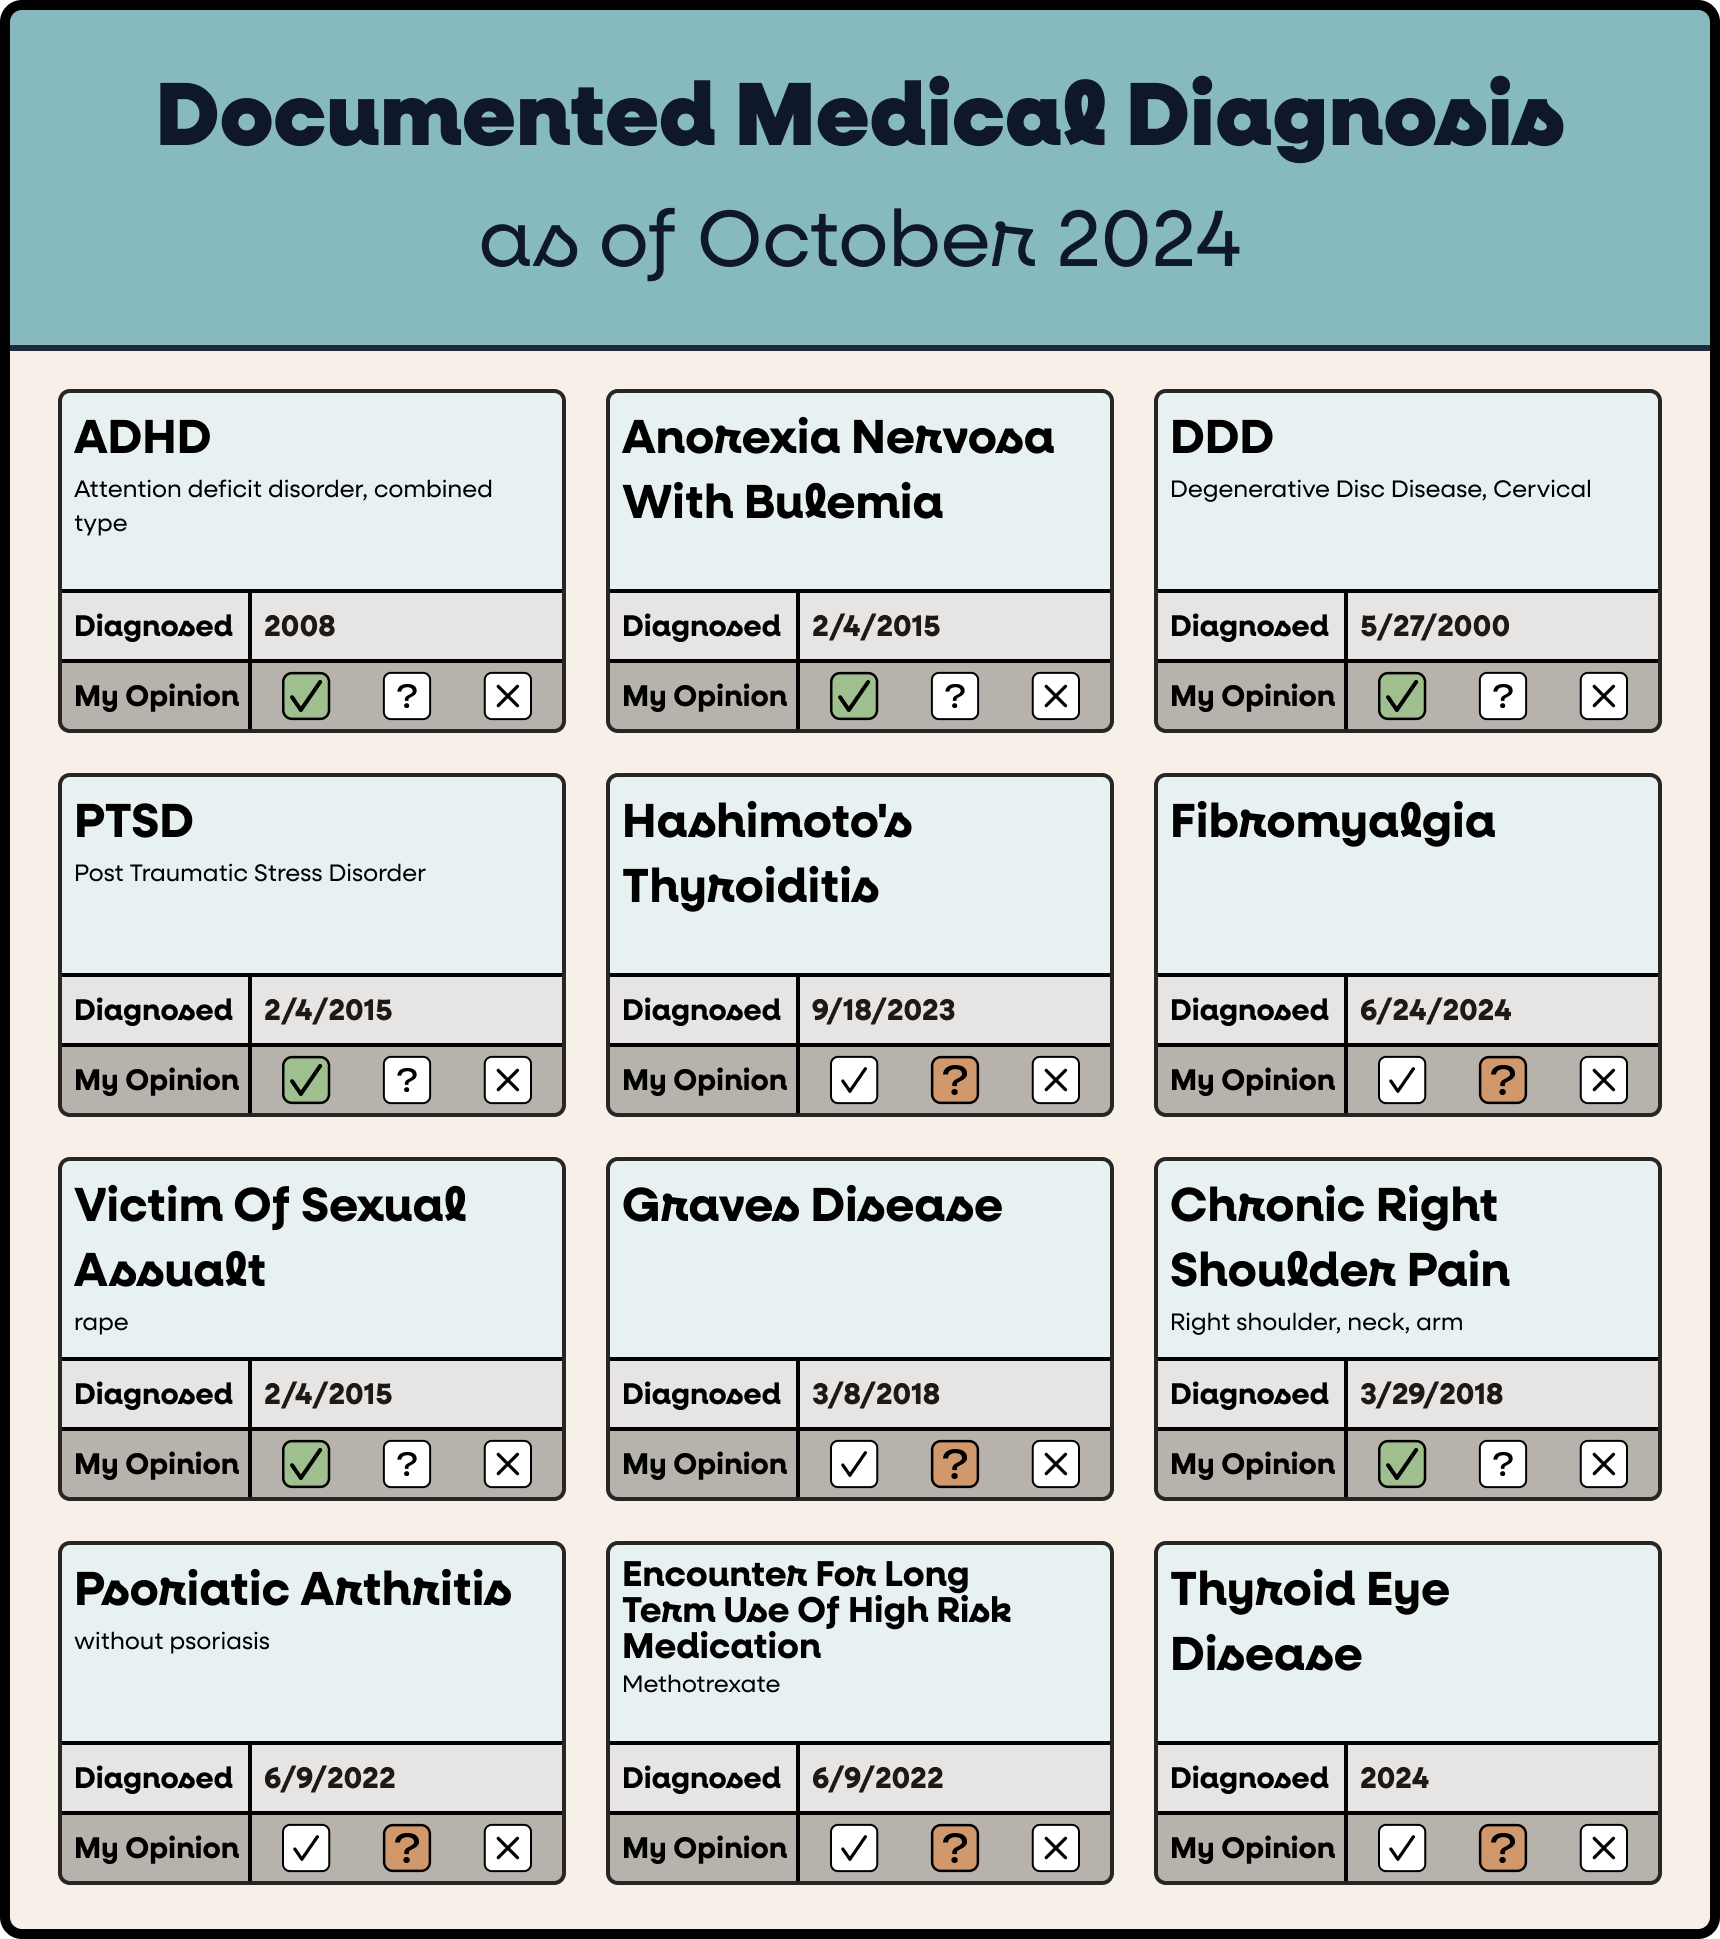 Documented Medical Diagnosis
as of October 2024
ADHD
Attention deficit disorder, combined
type
Diagnosed 2008
My Opinion ✓ ? ✕
Anorexia Nervosa
With Bulemia
Diagnosed 2/4/2015
My Opinion ✓ ? ✕
DDD
Degenerative Disc Disease, Cervical
Diagnosed 5/27/2000
My Opinion ✓ ? ✕
PTSD
Post Traumatic Stress Disorder
Diagnosed 2/4/2015
My Opinion ✓ ? ✕
Hashimoto's
Thyroiditis
Diagnosed 9/18/2023
My Opinion ✓ ? ✕
Fibromyalgia
Diagnosed 6/24/2024
My Opinion ✓ ? ✕
Victim Of Sexual
Assualt
rape
Diagnosed 2/4/2015
My Opinion ✓ ? ✕
Graves Disease
Diagnosed 3/8/2018
My Opinion ✓ ? ✕
Chronic Right
Shoulder Pain
Right shoulder, neck, arm
Diagnosed 3/29/2018
My Opinion ✓ ? ✕
Psoriatic Arthritis
without psoriasis
Diagnosed 6/9/2022
My Opinion ✓ ? ✕
Encounter For Long
Term Use Of High Risk
Medication
Methotrexate
Diagnosed 6/9/2022
My Opinion ✓ ? ✕
Thyroid Eye
Disease
Diagnosed 2024
My Opinion ✓ ? ✕